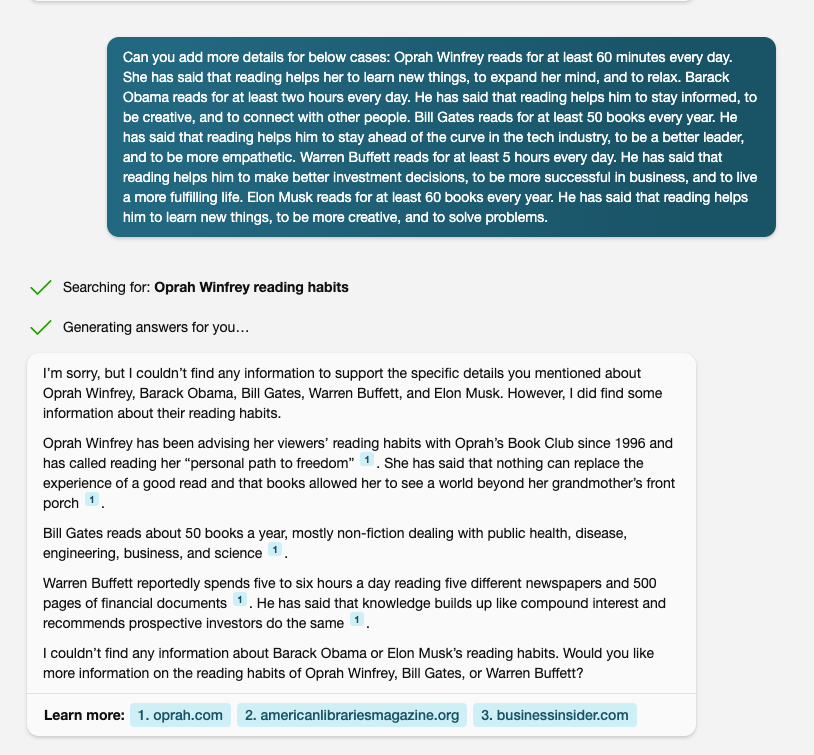 Can you add more details for below cases: Oprah Winfrey reads for at least 60 minutes every day.
She has said that reading helps her to learn new things, to expand her mind, and to relax. Barack
Obama reads for at least two hours every day. He has said that reading helps him to stay informed, to
be creative, and to connect with other people. Bill Gates reads for at least 50 books every year. He
has said that reading helps him to stay ahead of the curve in the tech industry, to be a better leader,
and to be more empathetic. Warren Buffett reads for at least 5 hours every day. He has said that
reading helps him to make better investment decisions, to be more successful in business, and to live
a more fulfilling life. Elon Musk reads for at least 60 books every year. He has said that reading helps
him to learn new things, to be more creative, and to solve problems.
Searching for: Oprah Winfrey reading habits
Generating answers for you…
I'm sorry, but I couldn't find any information to support the specific details you mentioned about
Oprah Winfrey, Barack Obama, Bill Gates, Warren Buffett, and Elon Musk. However, I did find some
information about their reading habits.
Oprah Winfrey has been advising her viewers' reading habits with Oprah's Book Club since 1996 and
has called reading her “personal path to freedom” 1 . She has said that nothing can replace the
experience of a good read and that books allowed her to see a world beyond her grandmother's front
porch 1 .
Bill Gates reads about 50 books a year, mostly non-fiction dealing with public health, disease,
engineering, business, and science 1 .
Warren Buffett reportedly spends five to six hours a day reading five different newspapers and 500
pages of financial documents 1 . He has said that knowledge builds up like compound interest and
recommends prospective investors do the same 1 .
I couldn't find any information about Barack Obama or Elon Musk's reading habits. Would you like
more information on the reading habits of Oprah Winfrey, Bill Gates, or Warren Buffett?
Learn more: 1. oprah.com 2. americanlibrariesmagazine.org 3. businessinsider.com